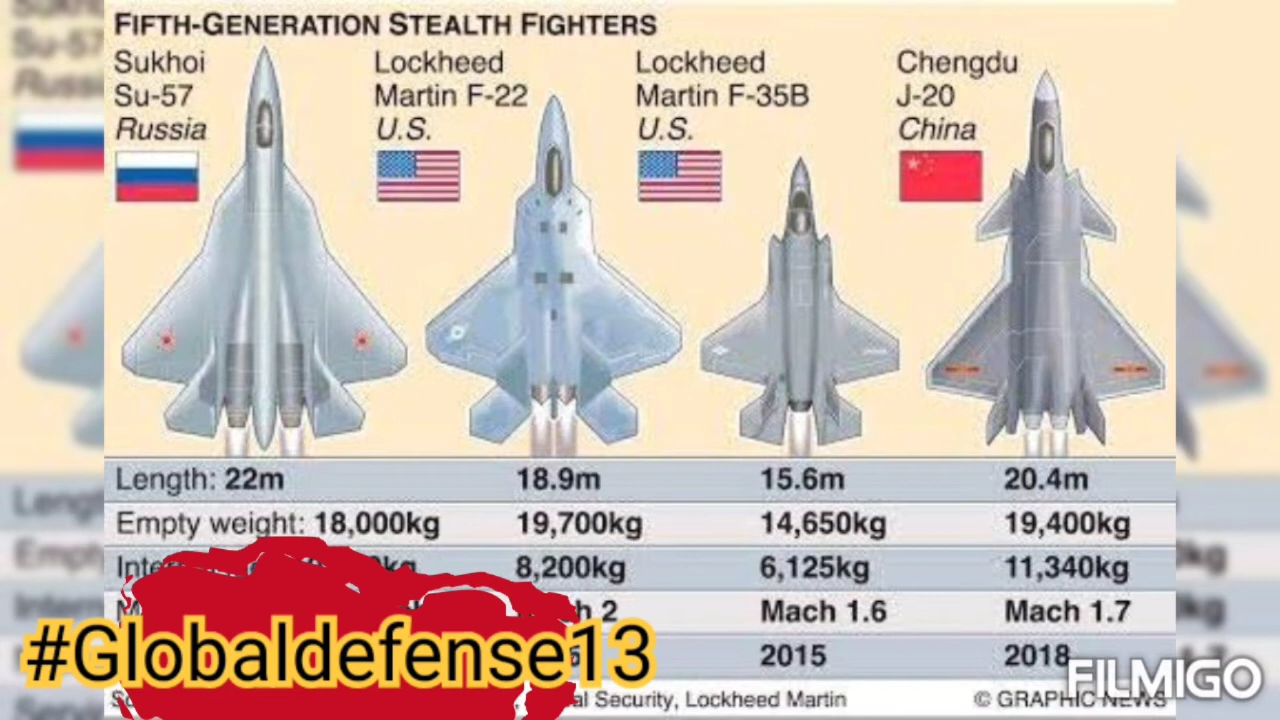 FIFTH-GENERATION STEALTH FIGHTERS
Sukhoi
Su-57
Russia
Lockheed
Martin F-22
U.S.
Lockheed
Martin F-35B
U.S.
Chengdu
J-20
China
Length: 22m 18.9m 15.6m 20.4m
Empty weight: 18,000kg 19,700kg 14,650kg 19,400kg
8,200kg 6,125kg 11,340kg
2 Mach 1.6 Mach 1.7
2015 2018
Security, Lockheed Martin © GRAPHIC NEWS
#Globaldefense13
FILMIGO